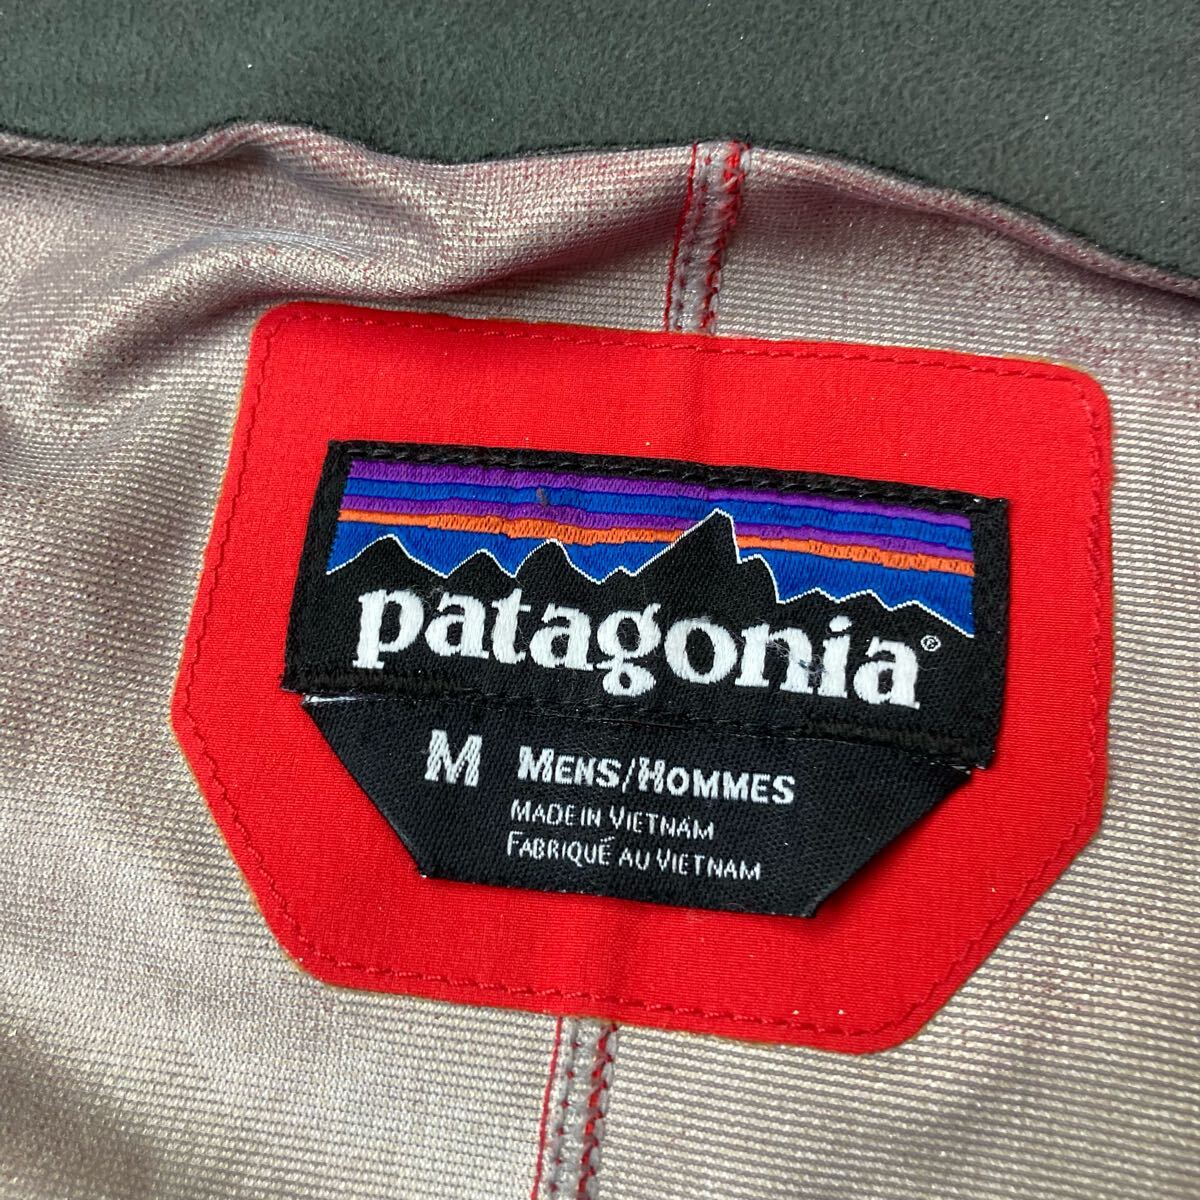 patagonia®
M MENS/HOMMES
MADE IN VIETNAM
FABRIQUÉ AU VIETNAM